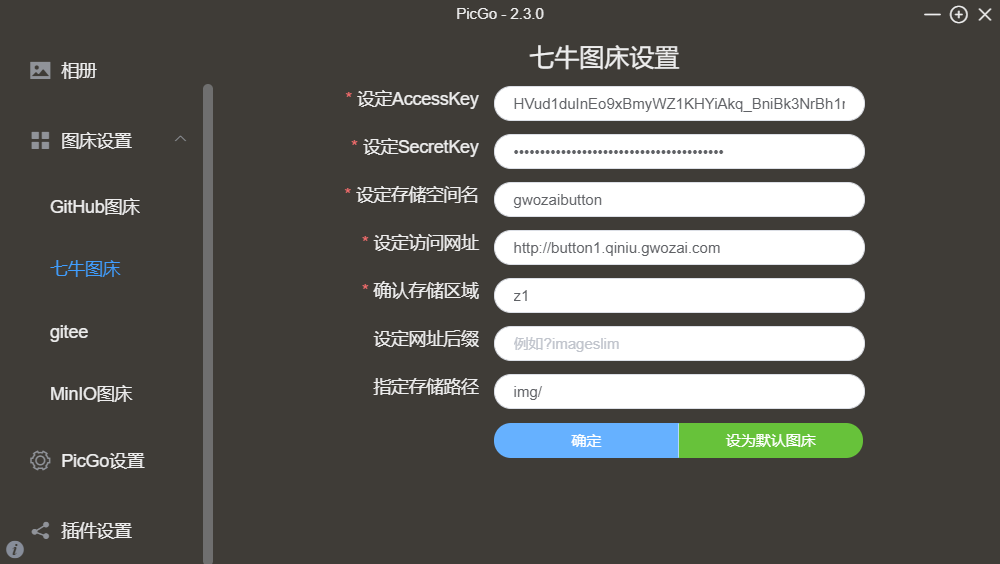 PicGo - 2.3.0
相册
图床设置
GitHub图床
七牛图床
gitee
MinIO图床
PicGo设置
插件设置
七牛图床设置
* 设定AccessKey
HVud1duInEo9xBmyWZ1KHYiAkq_BniBk3NrBh1r
* 设定SecretKey
* 设定存储空间名
gwozaibutton
* 设定访问网址
http://button1.qiniu.gwozai.com
* 确认存储区域
z1
设定网址后缀
例如?imageslim
指定存储路径
img/
确定
设为默认图床